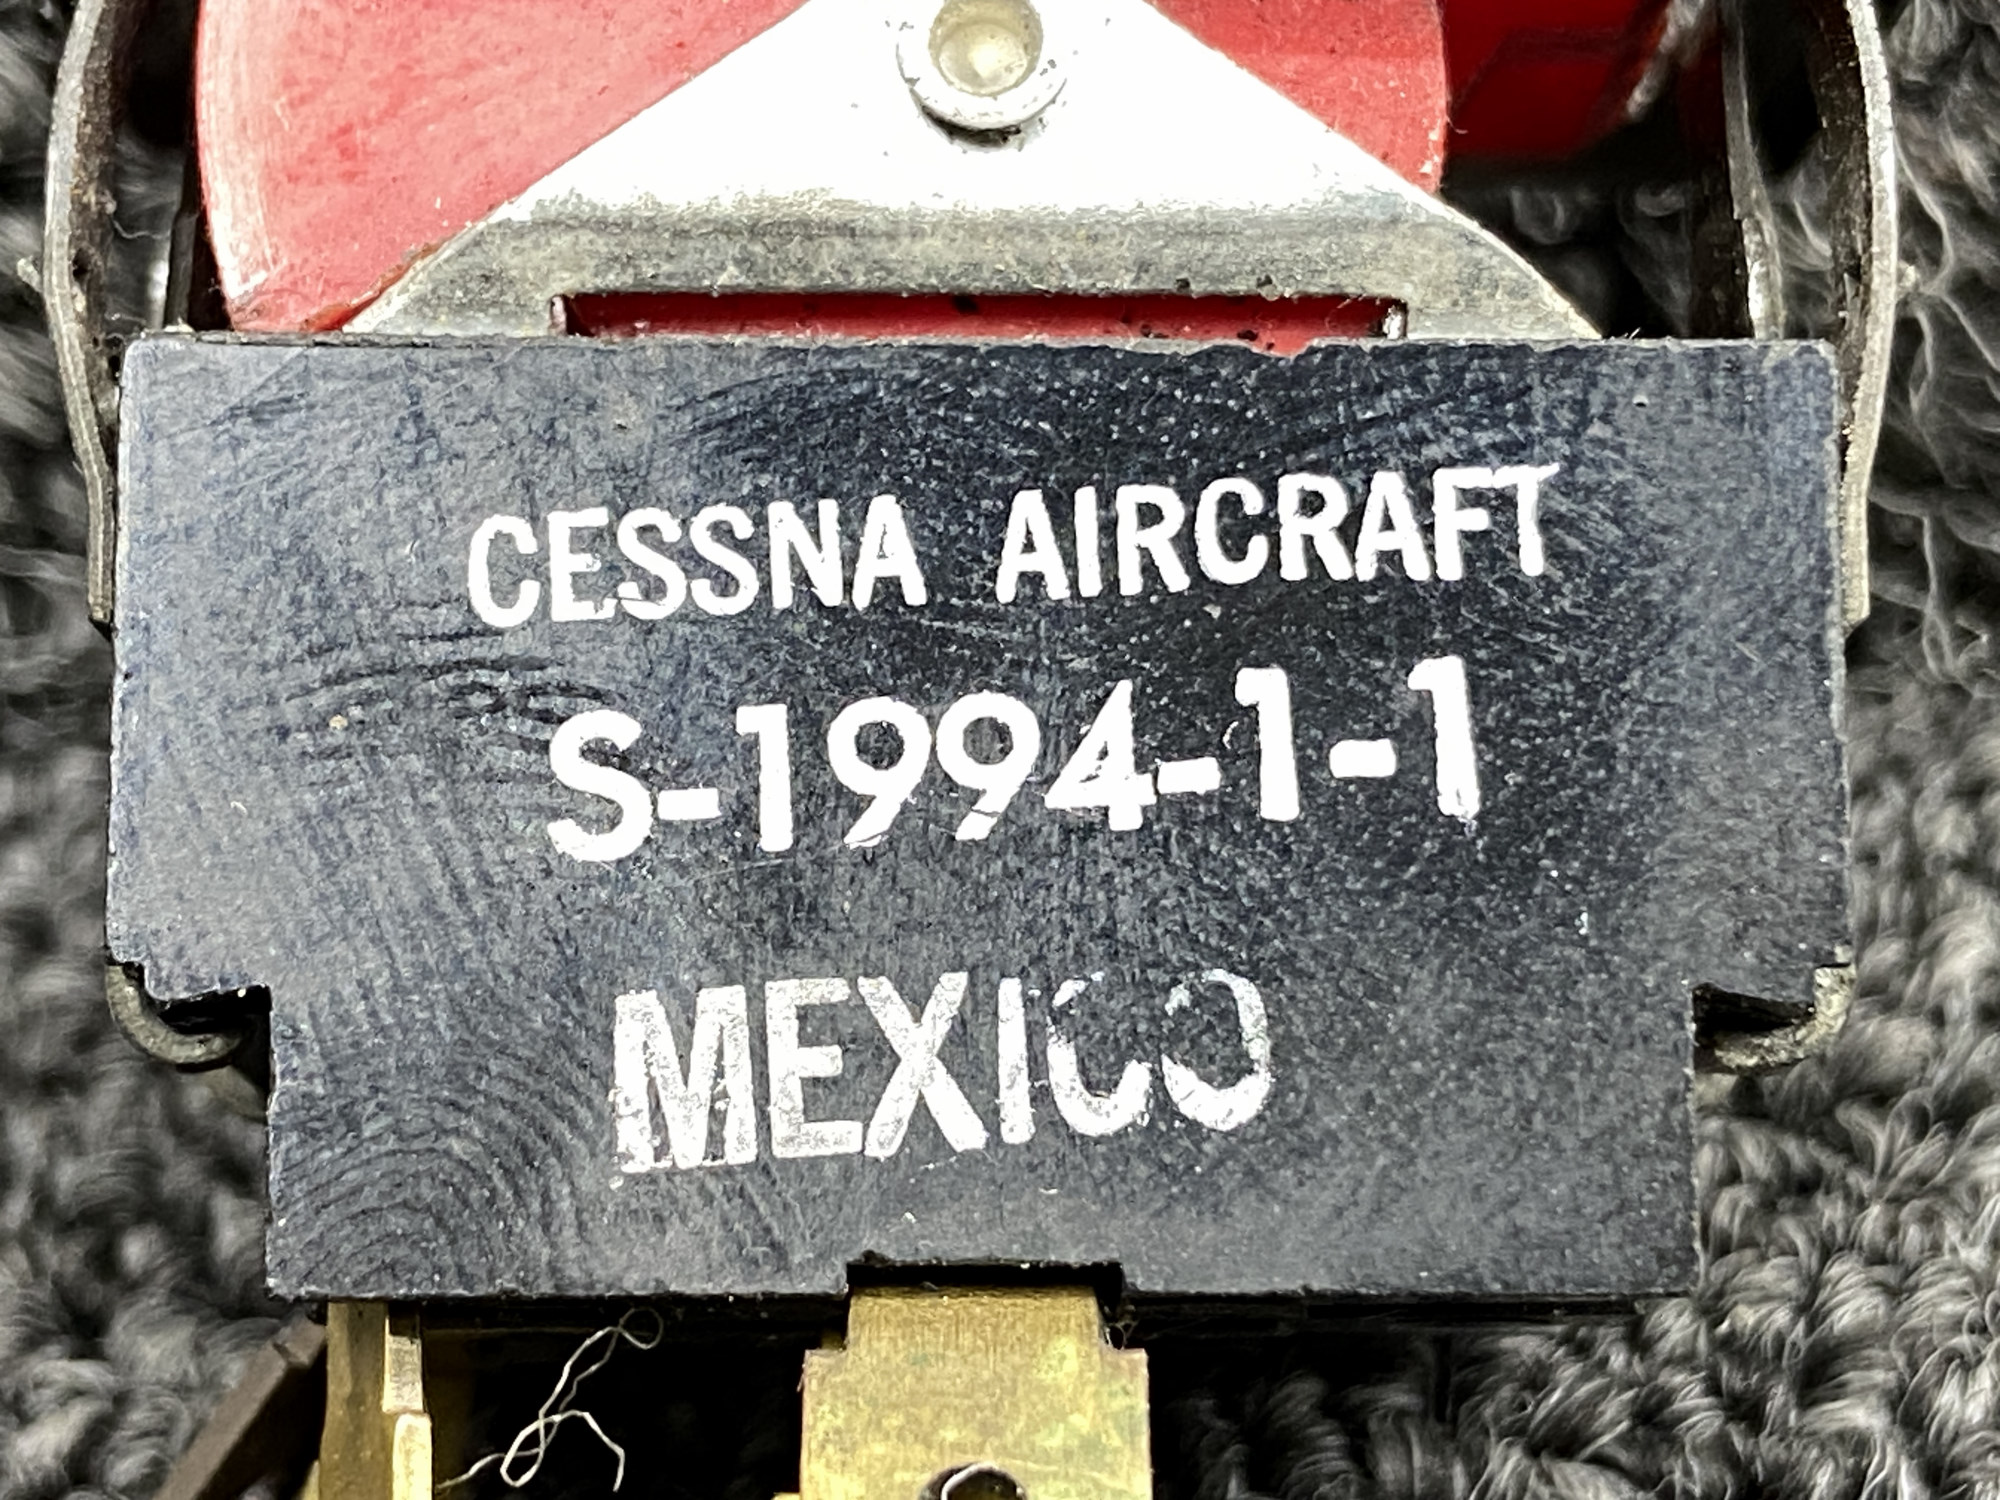 CESSNA AIRCRAFT
S-1994-1-1
MEXICO